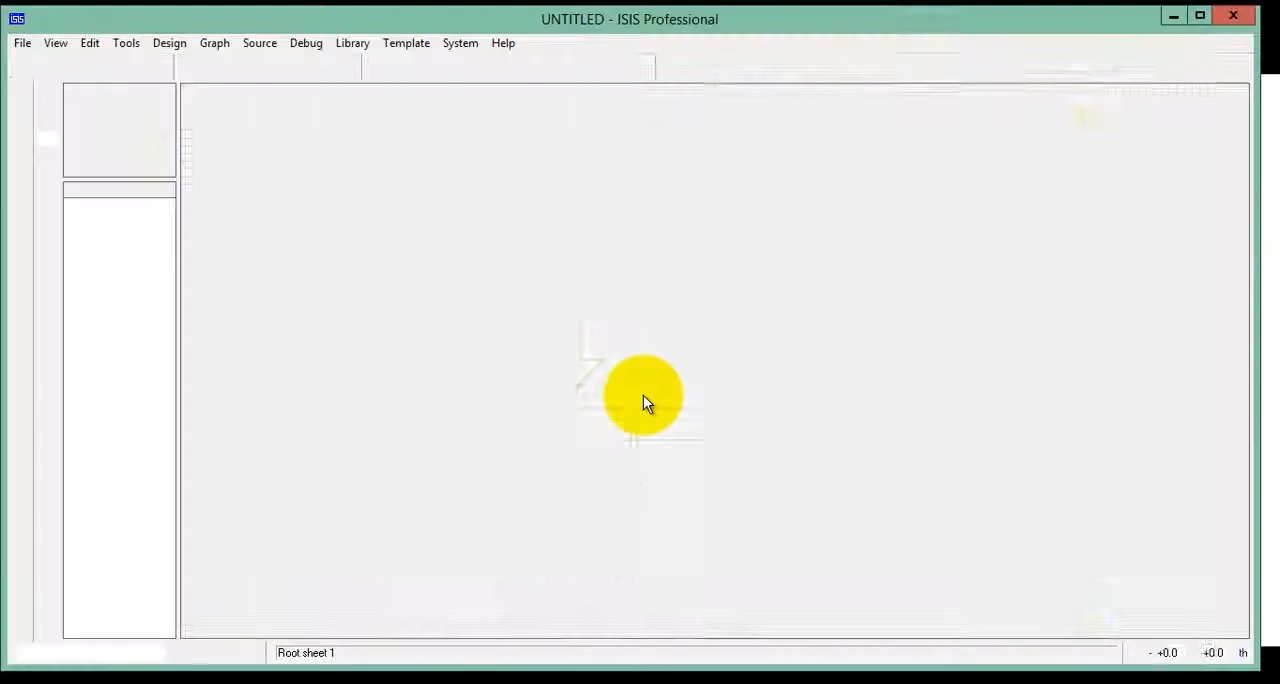 ISIS
UNTITLED - ISIS Professional
File View Edit Tools Design Graph Source Debug Library Template System Help
Root sheet 1
- +0.0 +0.0 th